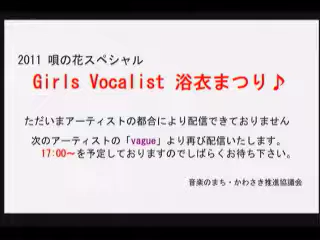 2011 唄の花スペシャル
Girls Vocalist 浴衣まつり♪
ただいまアーティストの都合により配信できておりません
次のアーティストの「vague」より再び配信いたします。
17:00～を予定しておりますのでしばらくお待ち下さい。
音楽のまち・かわさき推進協議会